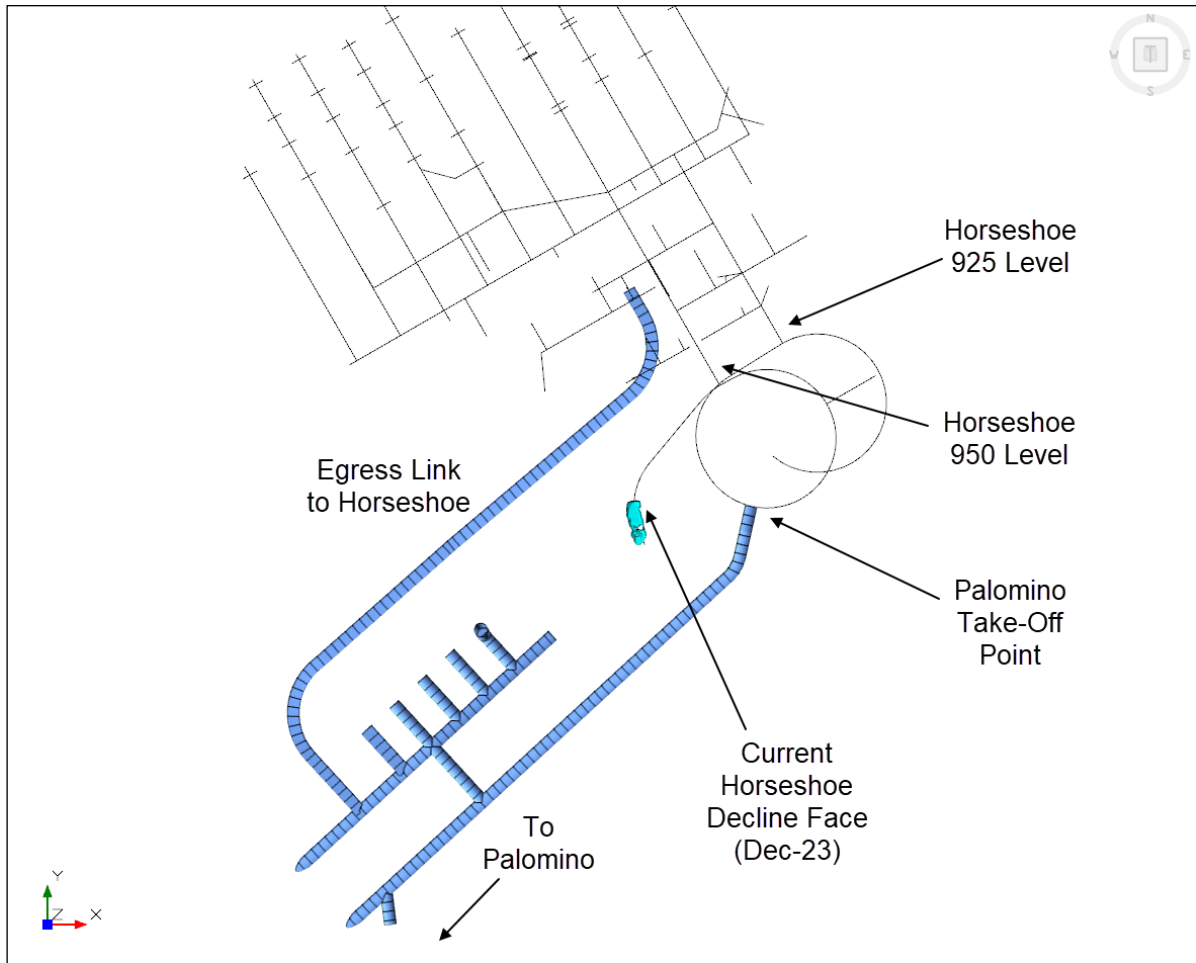 N
W
E
S
Horseshoe
925 Level
Horseshoe
950 Level
Egress Link
to Horseshoe
Palomino
Take-Off
Point
Current
Horseshoe
Decline Face
(Dec-23)
To
Palomino
Y
Z
X